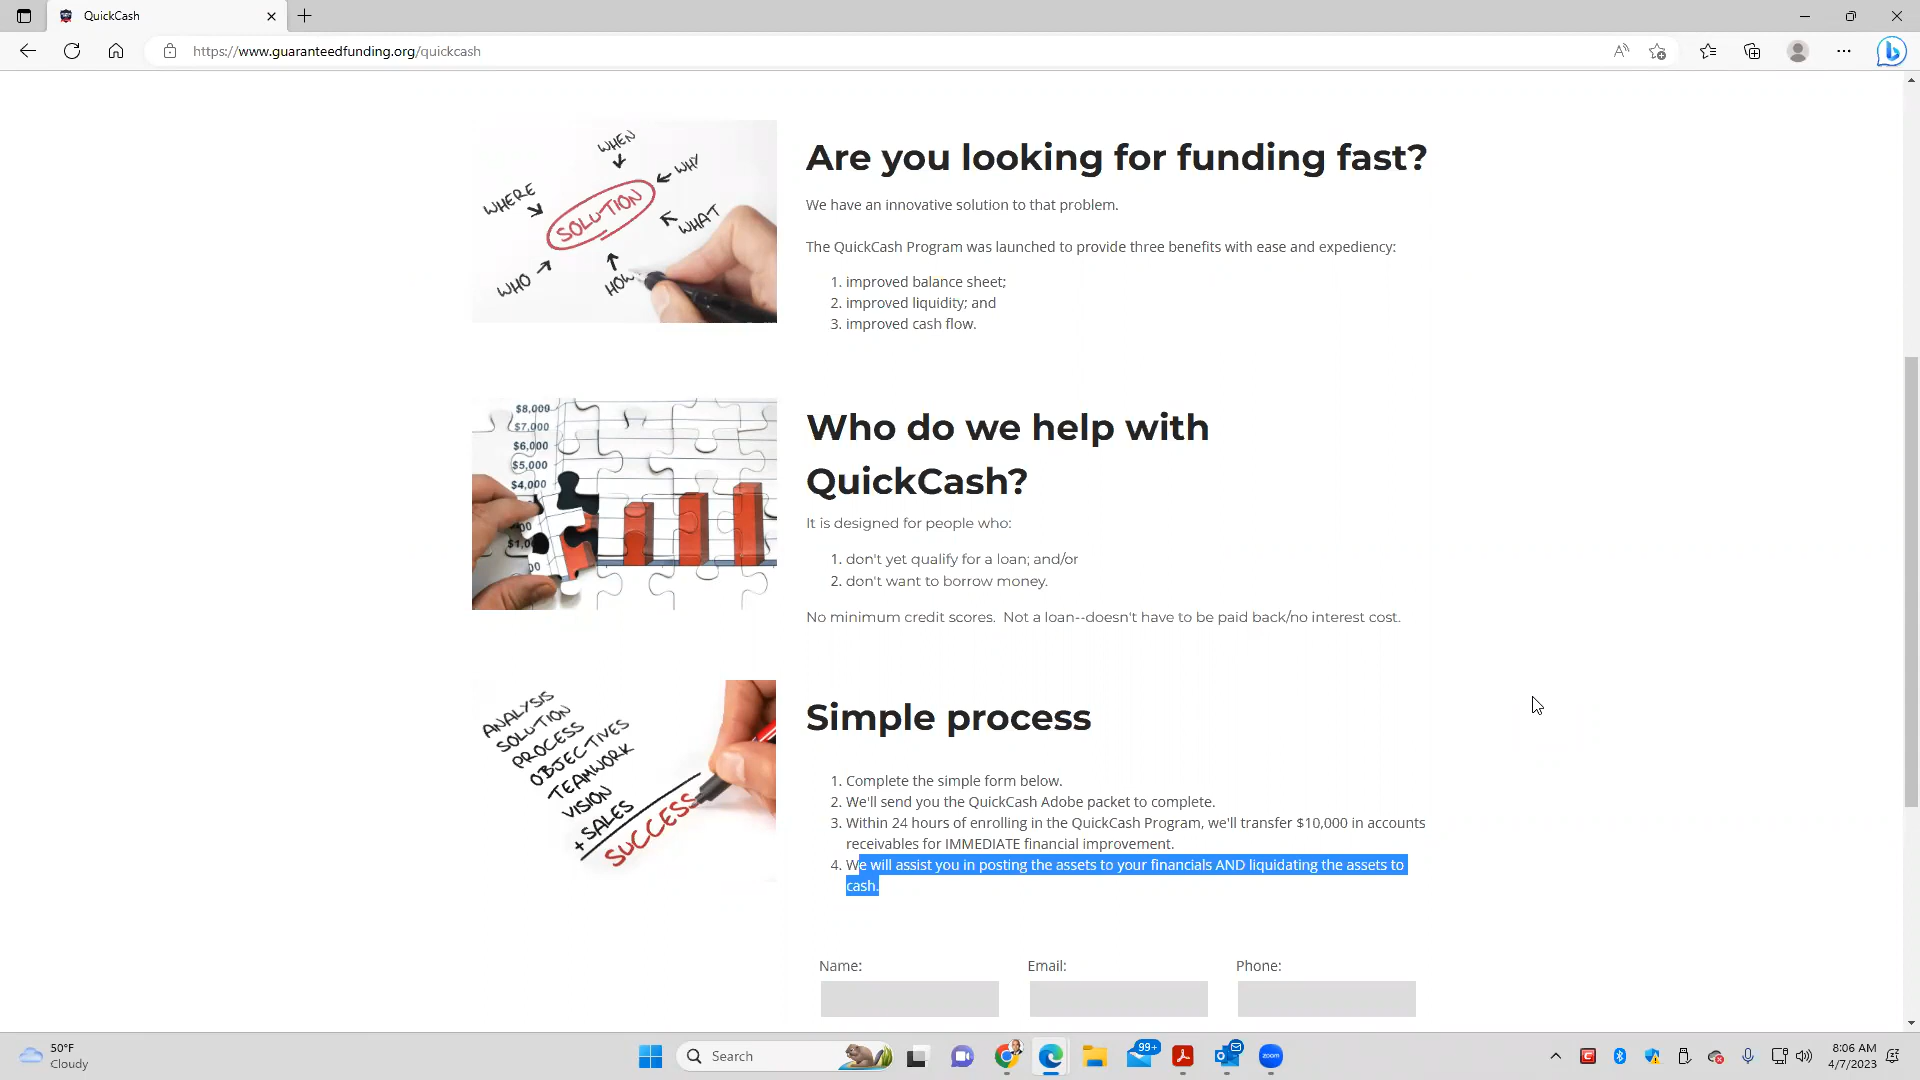 QuickCash
https://www.guaranteedfunding.org/quickcash
WHEN
WHY
WHERE
SOLUTION
WHAT
WHO
HOW
Are you looking for funding fast?
We have an innovative solution to that problem.
The QuickCash Program was launched to provide three benefits with ease and expediency:
1. improved balance sheet;
2. improved liquidity; and
3. improved cash flow.
$8,000
$7,000
$6,000
$5,000
$4,000
Who do we help with
QuickCash?
It is designed for people who:
1. don't yet qualify for a loan; and/or
2. don't want to borrow money.
No minimum credit scores.  Not a loan--doesn't have to be paid back/no interest cost.
ANALYSIS
SOLUTION
PROCESS
OBJECTIVES
TEAMWORK
VISION
+ SALES
SUCCESS
Simple process
1. Complete the simple form below.
2. We'll send you the QuickCash Adobe packet to complete.
3. Within 24 hours of enrolling in the QuickCash Program, we'll transfer $10,000 in accounts
receivables for IMMEDIATE financial improvement.
4. We will assist you in posting the assets to your financials AND liquidating the assets to
cash.
Name: Email: Phone:
50°F
Cloudy
Search
99+
zoom
8:06 AM
4/7/2023